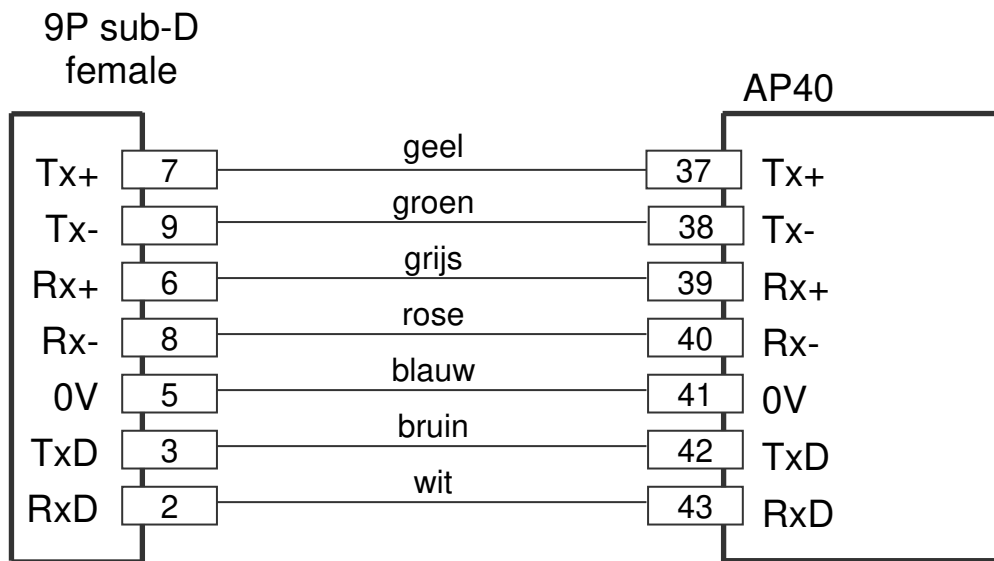 9P sub-D
female
AP40
Tx+ 7 geel 37 Tx+
Tx- 9 groen 38 Tx-
Rx+ 6 grijs 39 Rx+
Rx- 8 rose 40 Rx-
0V 5 blauw 41 0V
TxD 3 bruin 42 TxD
RxD 2 wit 43 RxD